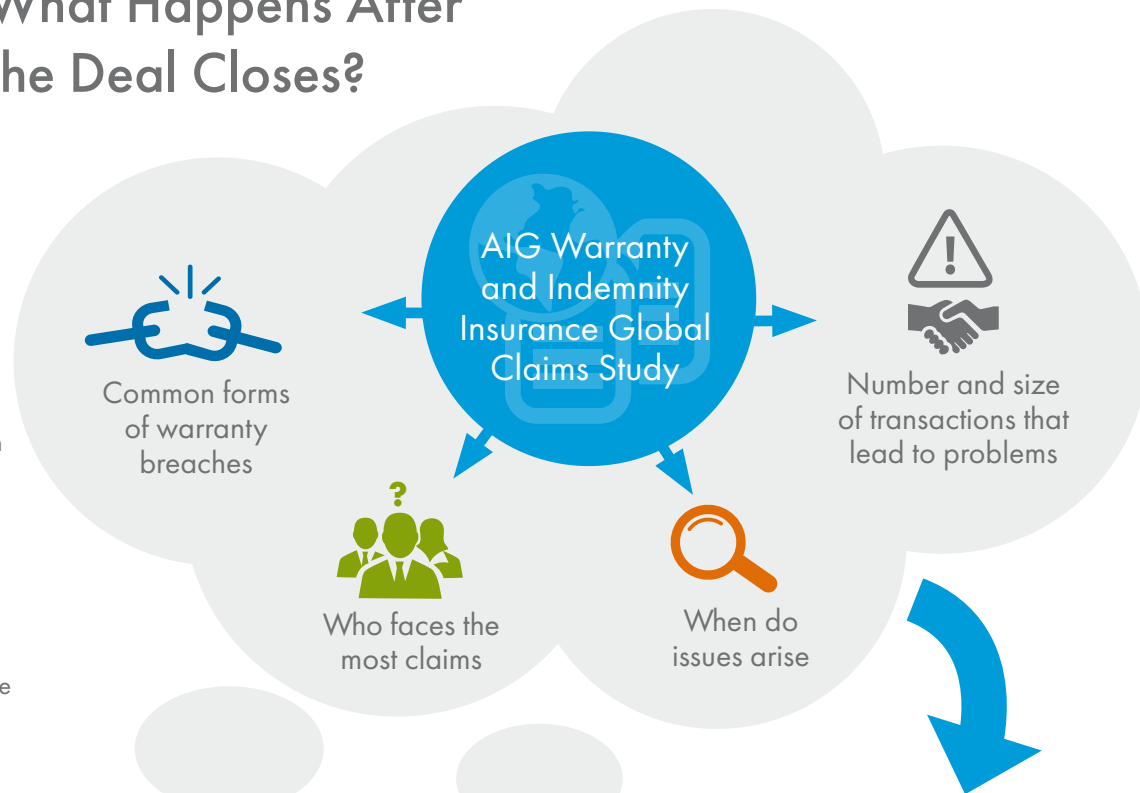 What Happens After
he Deal Closes?
AIG Warranty
and Indemnity
Insurance Global
Claims Study
Common forms
of warranty
breaches
Number and size
of transactions that
lead to problems
?
Who faces the
most claims
When do
issues arise